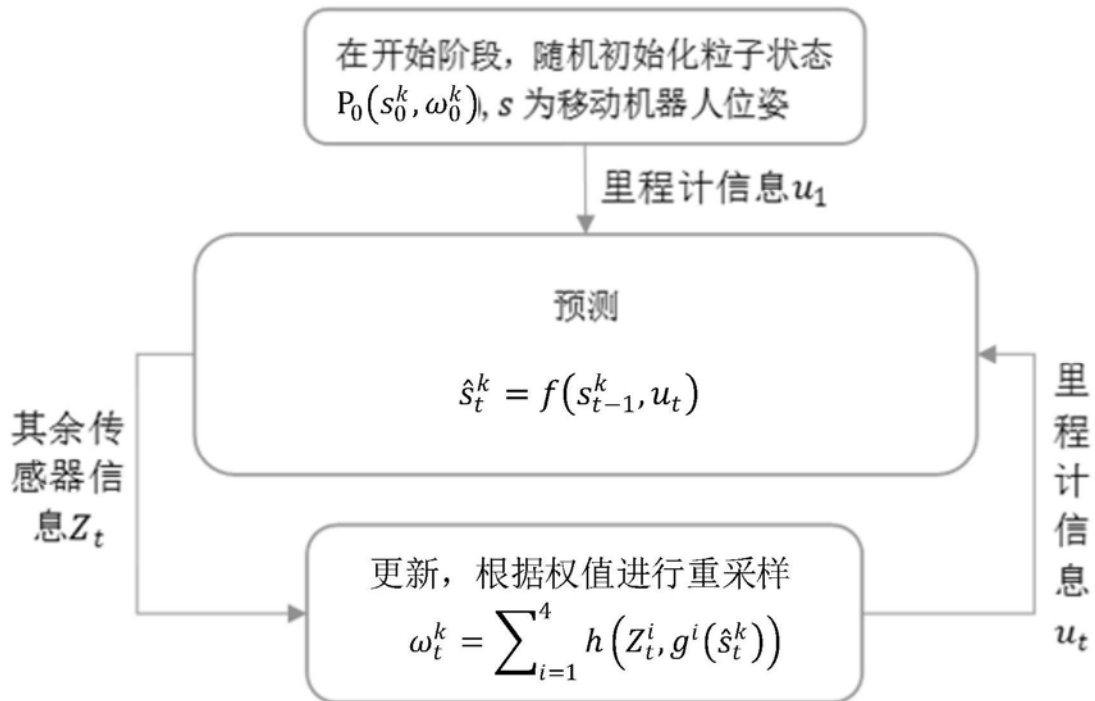 在开始阶段，随机初始化粒子状态
P₀(s₀ᵏ, ω₀ᵏ), s 为移动机器人位姿
里程计信息u₁
预测
ŝₜᵏ = f(sₜ₋₁ᵏ, uₜ)
其余传
感器信
息Zₜ
里
程
计
信
息
uₜ
更新，根据权值进行重采样
ωₜᵏ = ∑ᵢ₌₁⁴ h(Zₜⁱ, gⁱ(ŝₜᵏ))